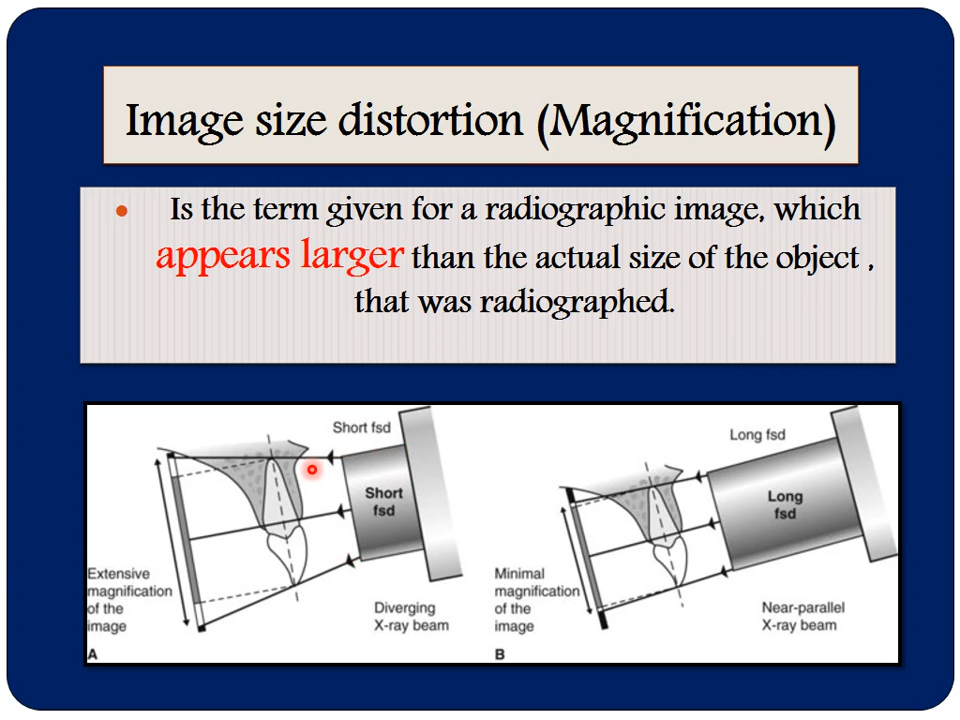 Image size distortion (Magnification)
Is the term given for a radiographic image, which
appears larger than the actual size of the object ,
that was radiographed.
Short fsd
Short
fsd
Extensive
magnification
of the
image
Diverging
X-ray beam
A
Long fsd
Long
fsd
Minimal
magnification
of the
image
Near-parallel
X-ray beam
B